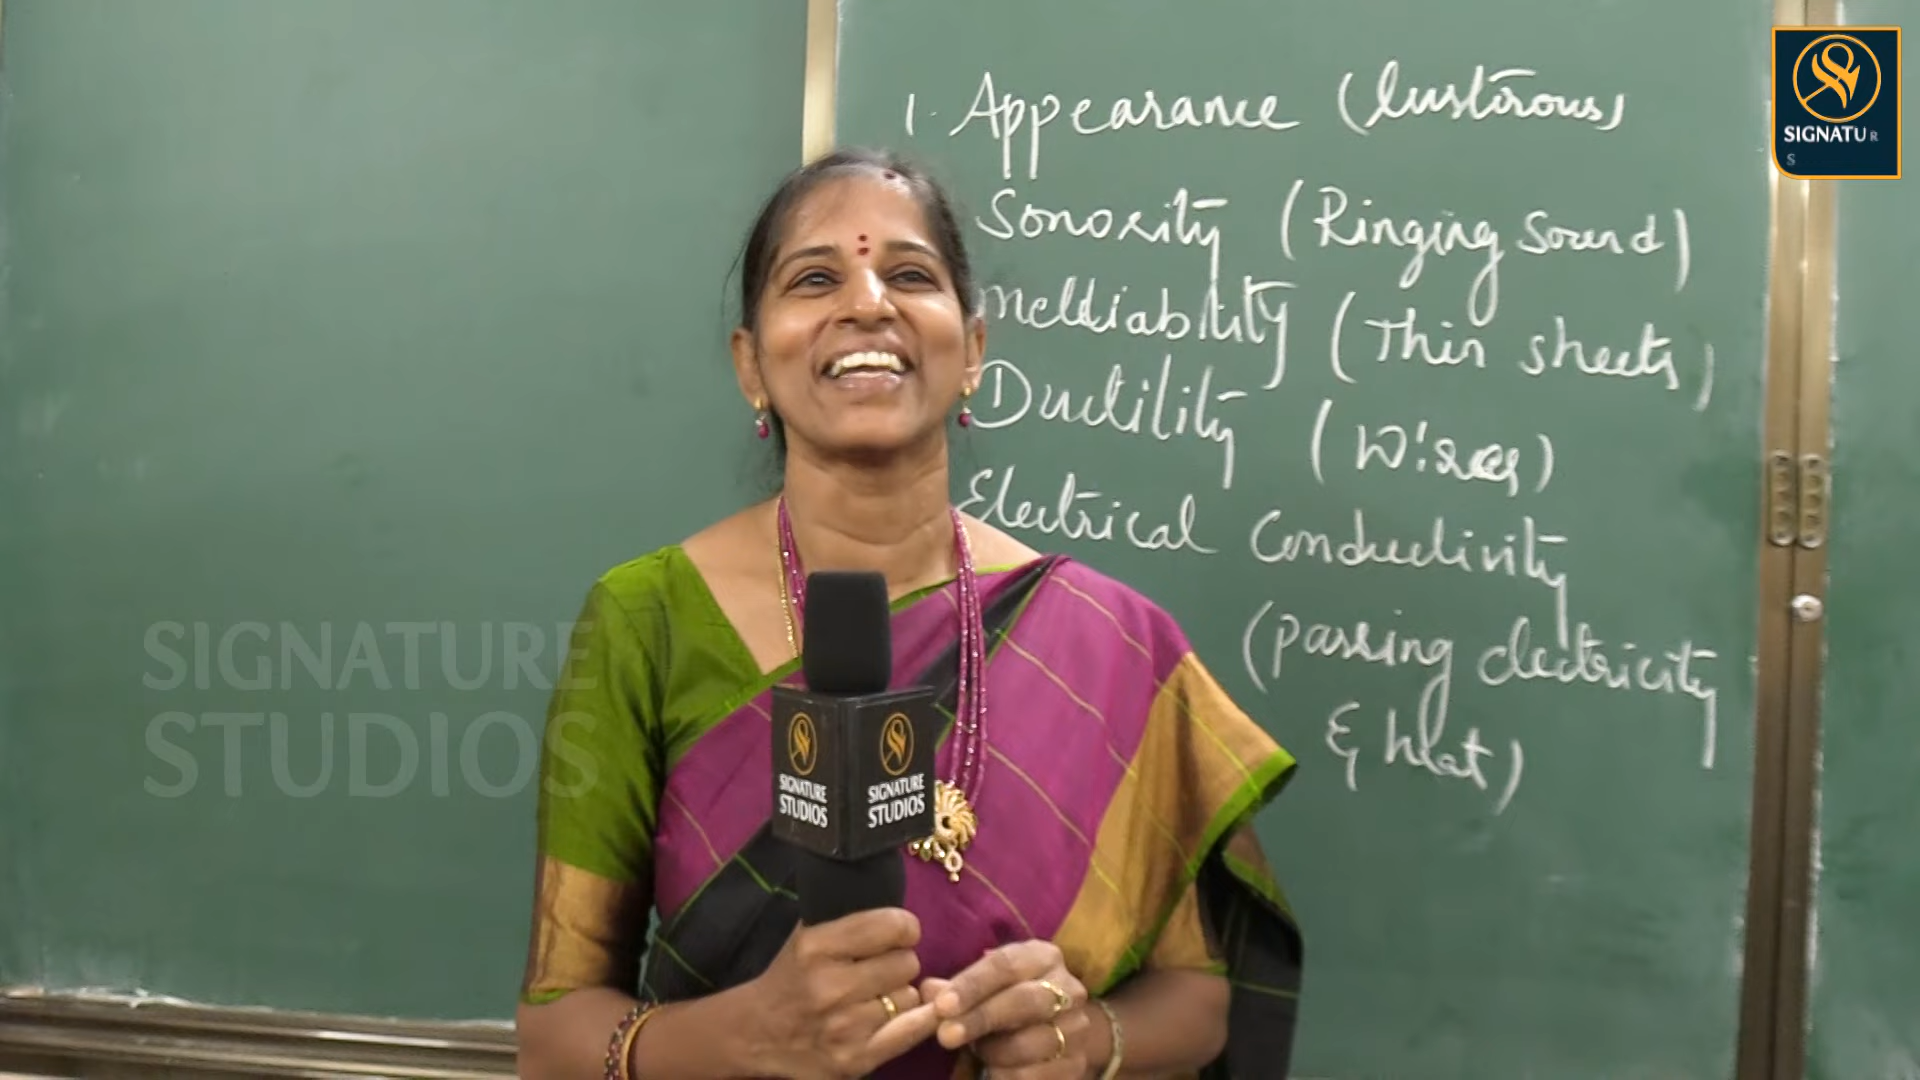 1. Appearance (lustrous)
Sonority (Ringing Sound)
melliability (Thin sheets)
Ductility (Wires)
Electrical Conductivity
(passing electricity
& heat)
SIGNATUR
S
SIGNATURE
STUDIOS
SIGNATURE
STUDIOS
SIGNATURE
STUDIOS